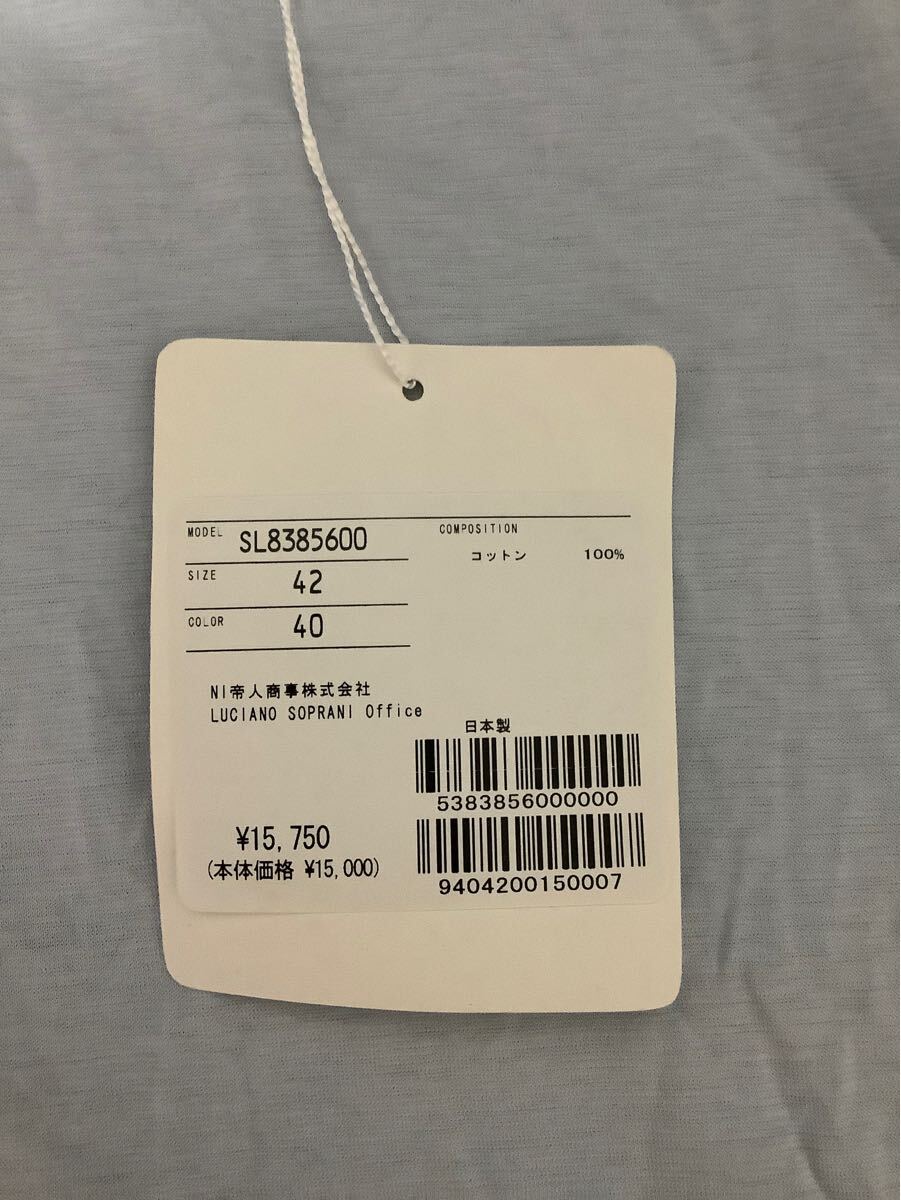 MODEL SL8385600
SIZE 42
COLOR 40
COMPOSITION
コットン 100%
NI帝人商事株式会社
LUCIANO SOPRANI Office
日本製
5383856000000
¥15,750
(本体価格 ¥15,000)
9404200150007